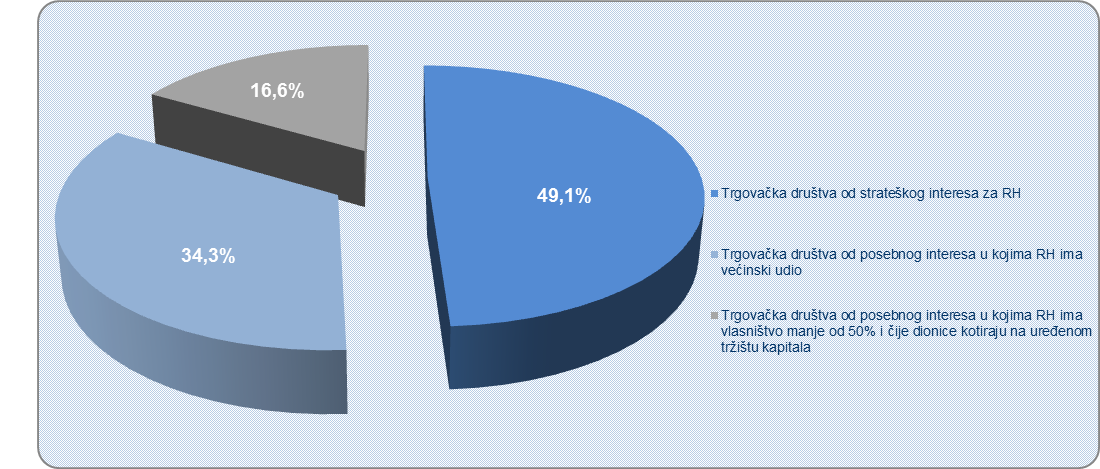 16,6%
49,1%
34,3%
Trgovačka društva od strateškog interesa za RH
Trgovačka društva od posebnog interesa u kojima RH ima
većinski udio
Trgovačka društva od posebnog interesa u kojima RH ima
vlasništvo manje od 50% i čije dionice kotiraju na uređenom
tržištu kapitala